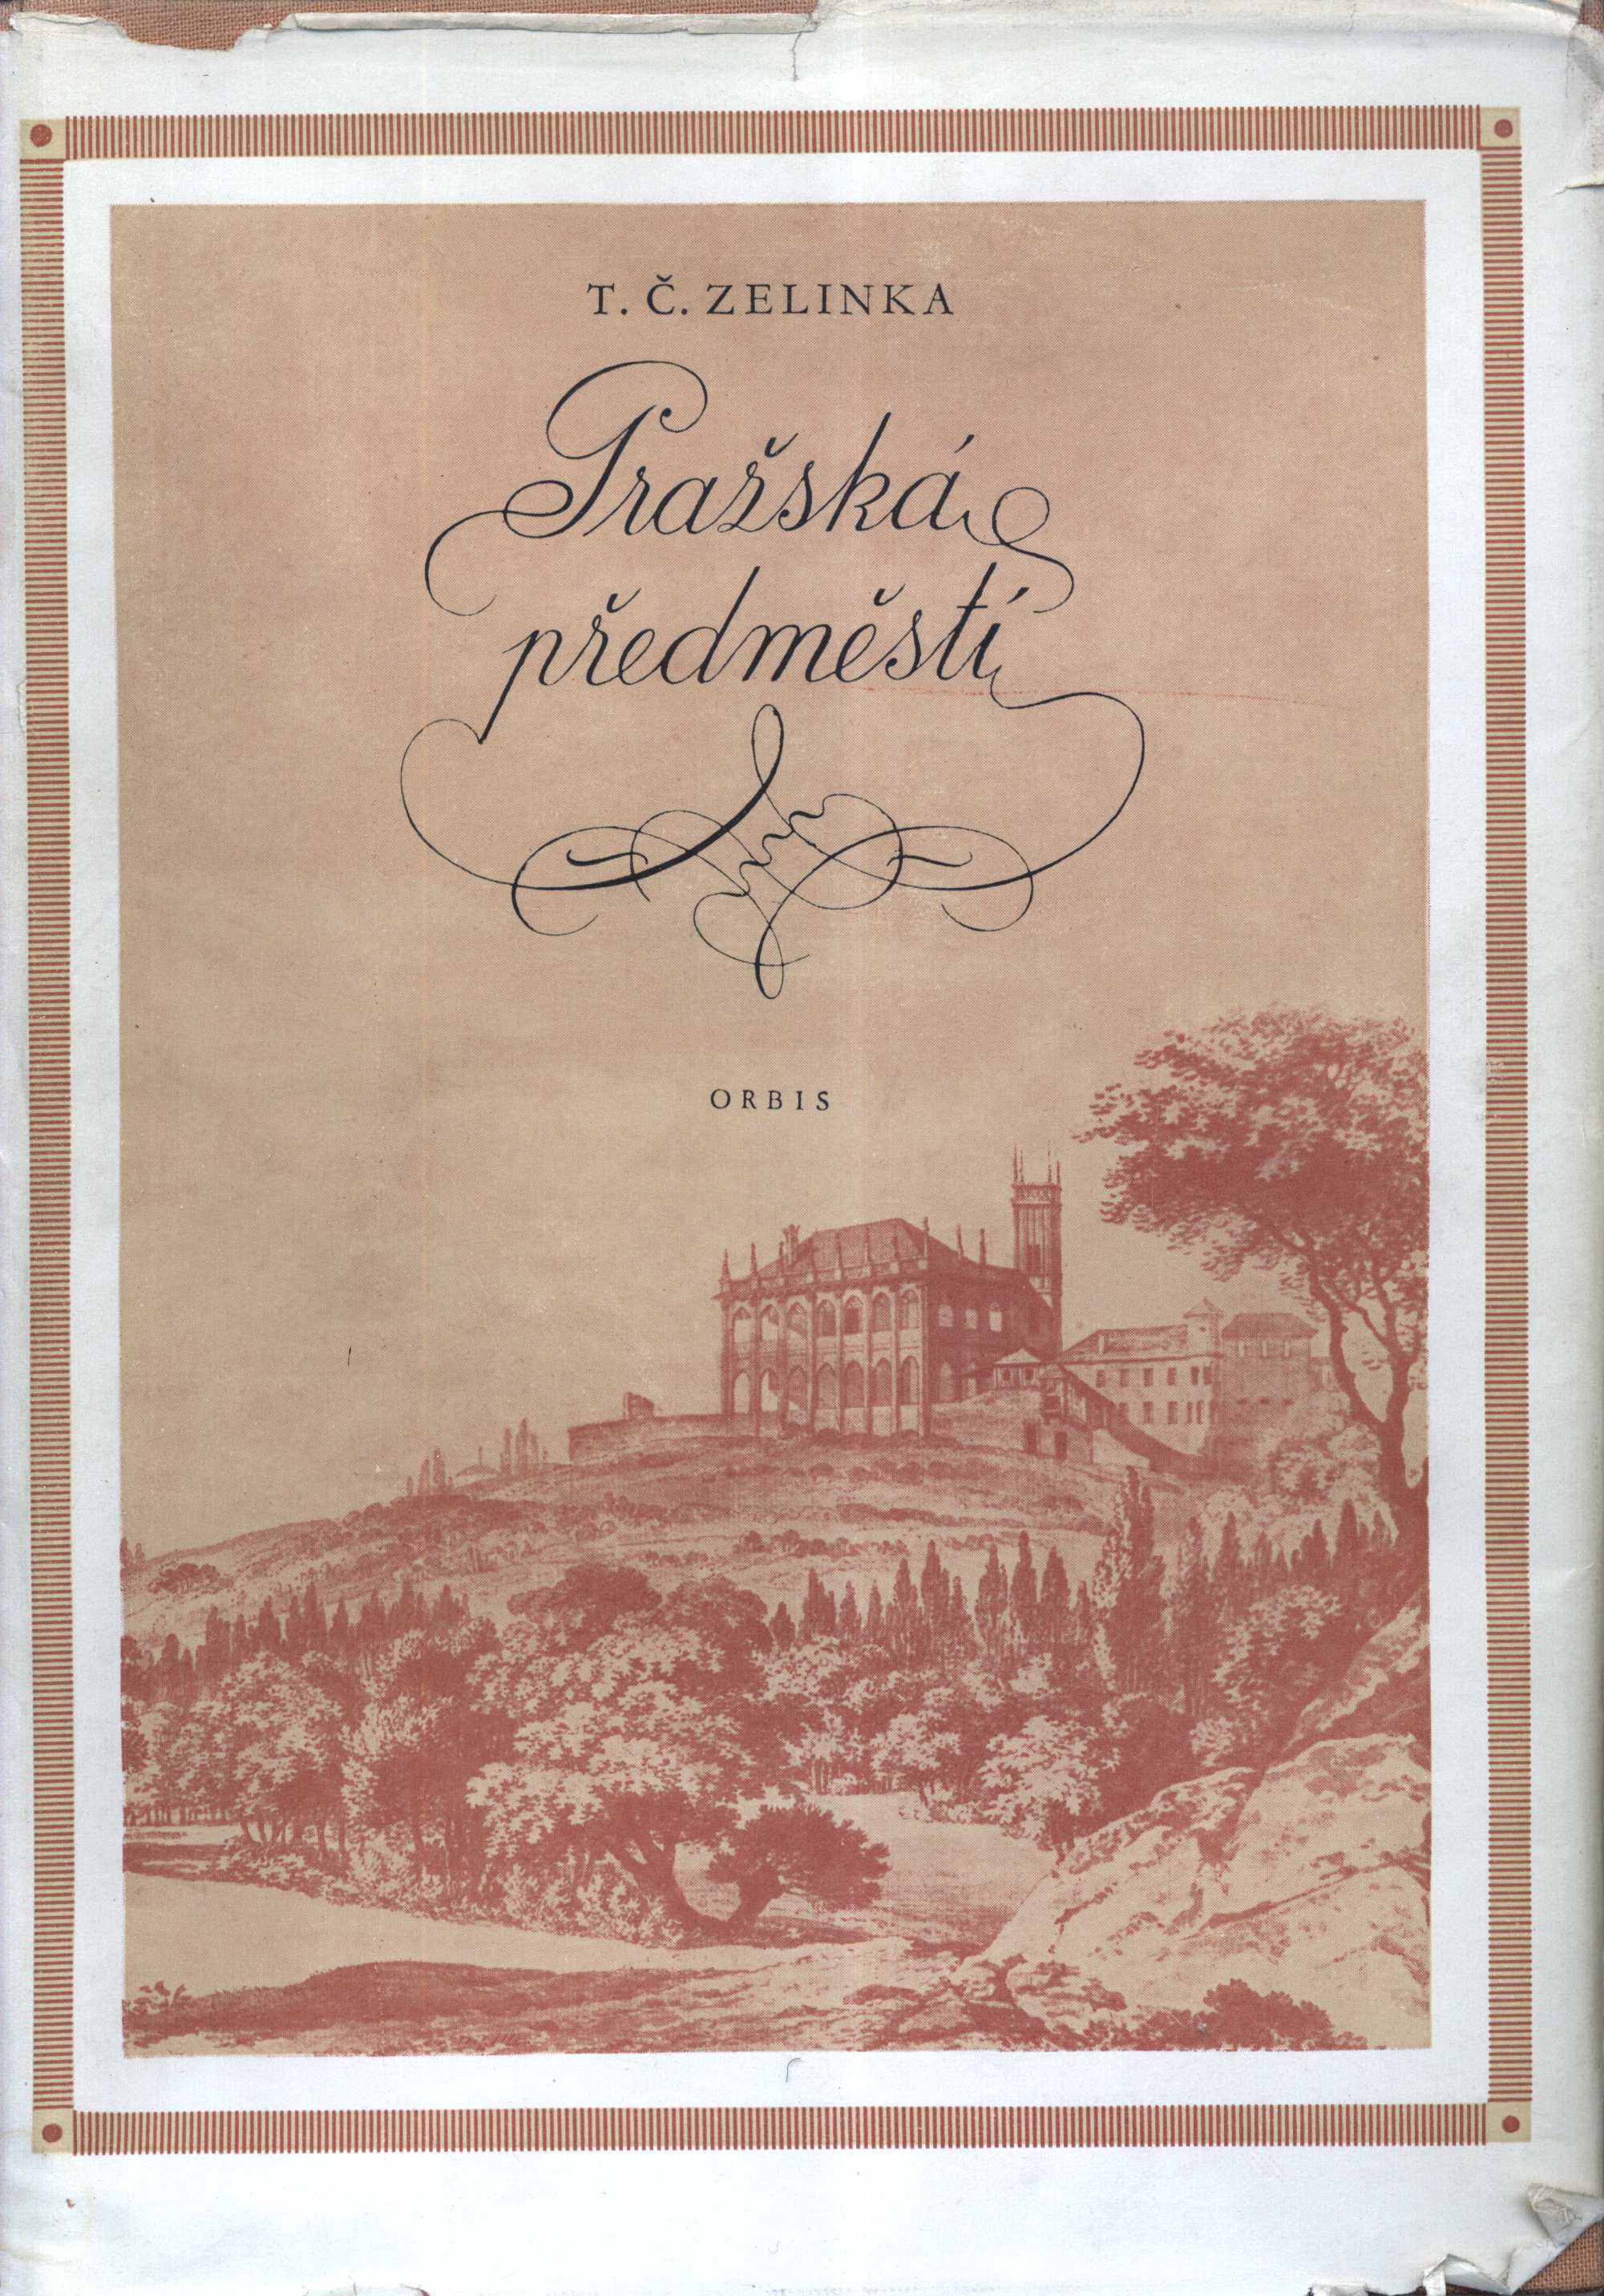 T. Č. ZELINKA
Pražská
předměstí
ORBIS